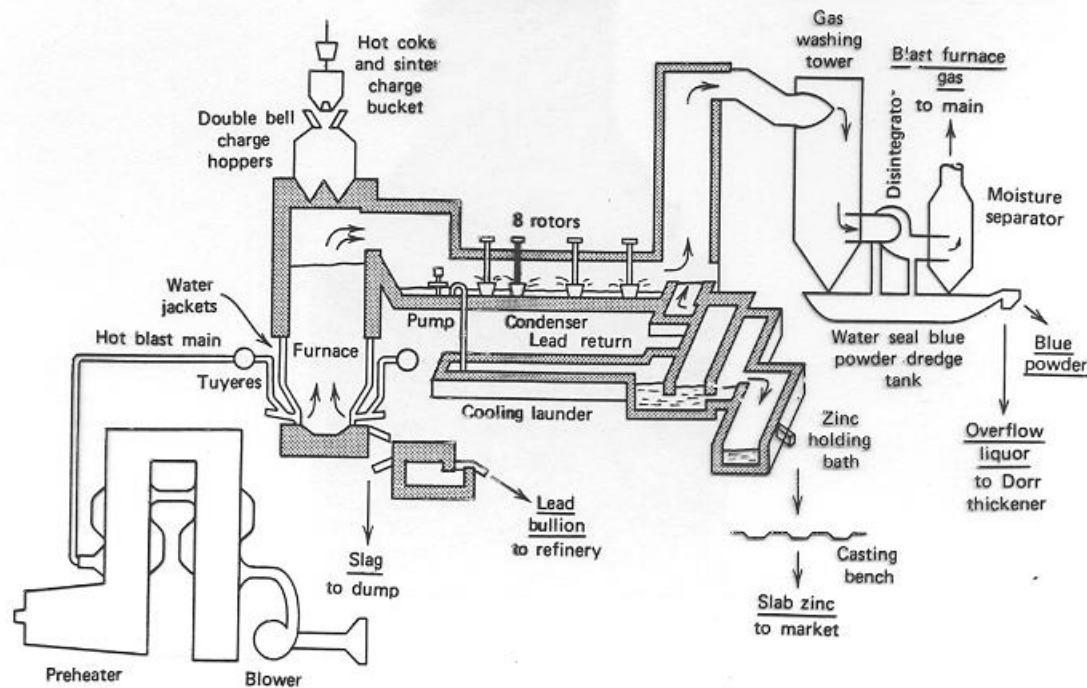 Hot coke
and sinter
charge
bucket
Double bell
charge
hoppers
Gas
washing
tower
Blast furnace
gas
to main
Disintegrator
Moisture
separator
8 rotors
Water
jackets
Hot blast main
Furnace
Tuyeres
Pump
Condenser
Lead return
Cooling launder
Water seal blue
powder dredge
tank
Blue
powder
Zinc
holding
bath
Overflow
liquor
to Dorr
thickener
Lead
bullion
to refinery
Slag
to dump
Casting
bench
Slab zinc
to market
Preheater
Blower